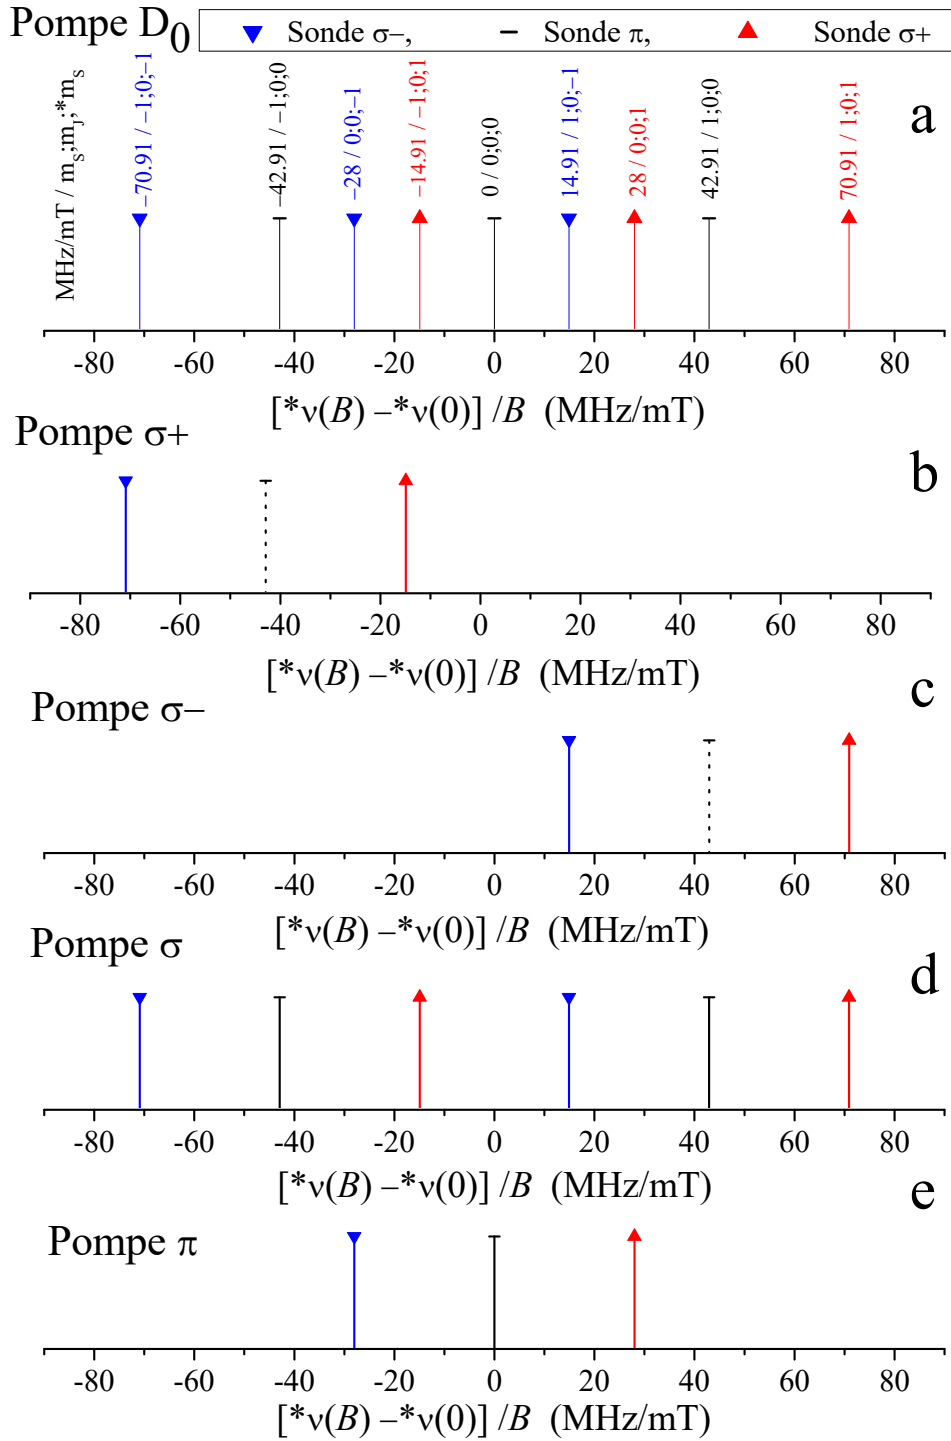 Pompe D0
Sonde σ−, Sonde π, Sonde σ+
MHz/mT / mS;mJ;*mS
−70.91 / −1;0;−1
−42.91 / −1;0;0
−28 / 0;0;−1
−14.91 / −1;0;1
0 / 0;0;0
14.91 / 1;0;−1
28 / 0;0;1
42.91 / 1;0;0
70.91 / 1;0;1
a
-80 -60 -40 -20 0 20 40 60 80
[*ν(B) –*ν(0)] /B (MHz/mT)
Pompe σ+
b
-80 -60 -40 -20 0 20 40 60 80
[*ν(B) –*ν(0)] /B (MHz/mT)
Pompe σ−
c
-80 -60 -40 -20 0 20 40 60 80
[*ν(B) –*ν(0)] /B (MHz/mT)
Pompe σ
d
-80 -60 -40 -20 0 20 40 60 80
[*ν(B) –*ν(0)] /B (MHz/mT)
e
Pompe π
-80 -60 -40 -20 0 20 40 60 80
[*ν(B) –*ν(0)] /B (MHz/mT)